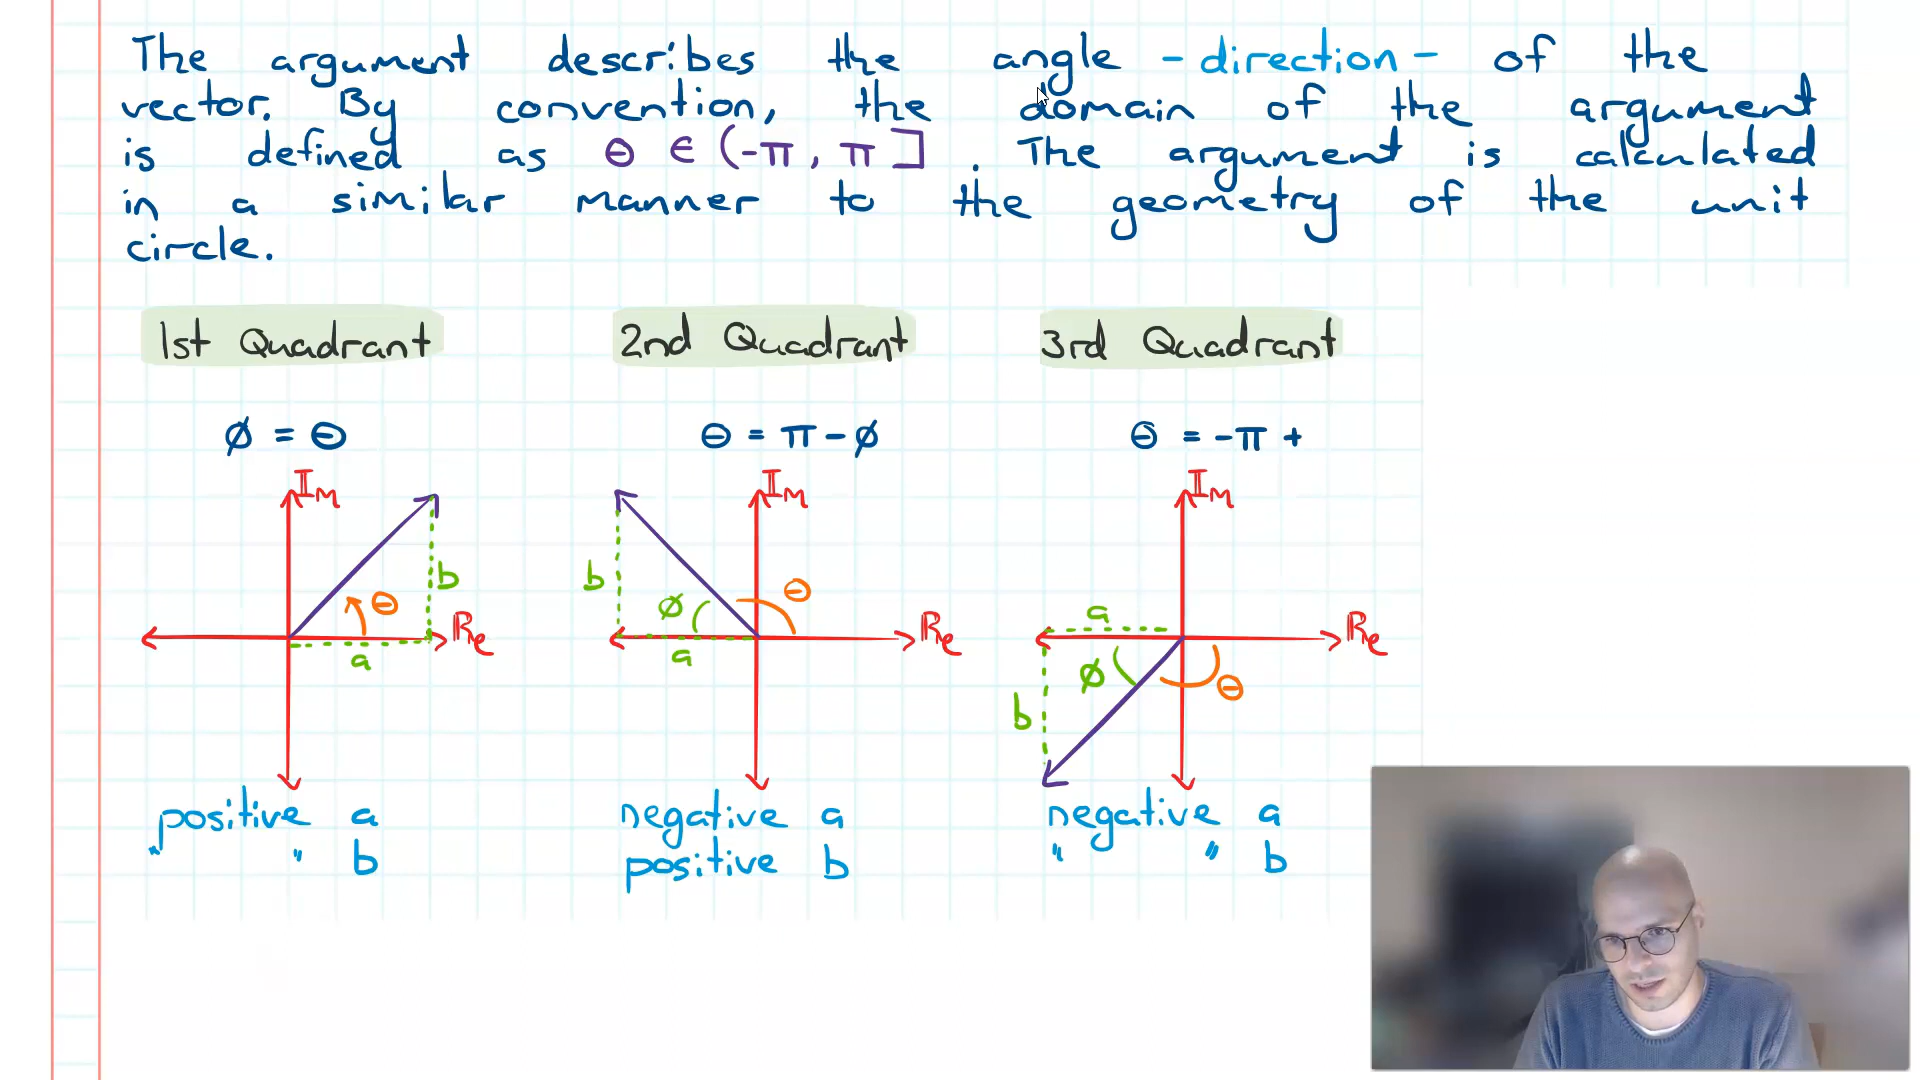 The argument describes the angle - direction - of the
vector. By convention, the domain of the argument
is defined as θ ∈ (-π, π]. The argument is calculated
in a similar manner to the geometry of the unit
circle.
1st Quadrant
2nd Quadrant
3rd Quadrant
ø = θ
θ = π - ø
θ = -π +
Im
θ
b
Re
a
Im
b
ø
θ
Re
a
Im
a
Re
ø
θ
b
positive a
" " b
negative a
positive b
negative a
" " b